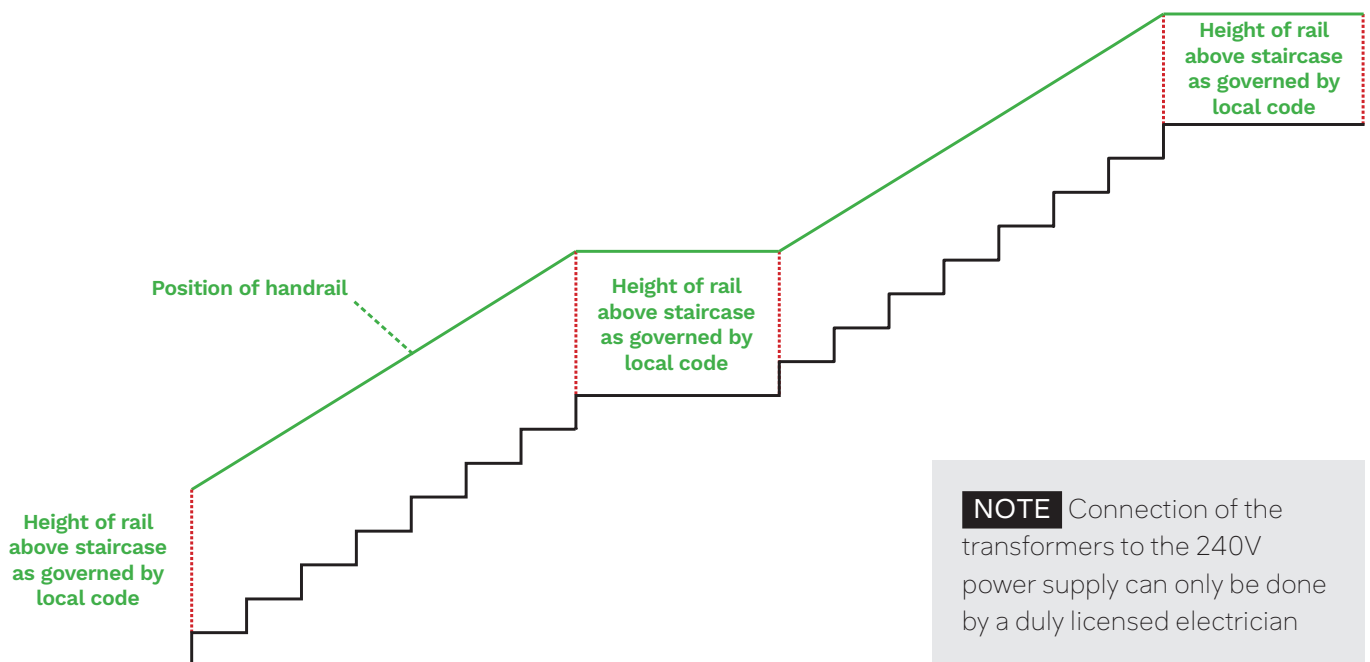 Height of rail
above staircase
as governed by
local code
Position of handrail
Height of rail
above staircase
as governed by
local code
Height of rail
above staircase
as governed by
local code
NOTE Connection of the
transformers to the 240V
power supply can only be done
by a duly licensed electrician